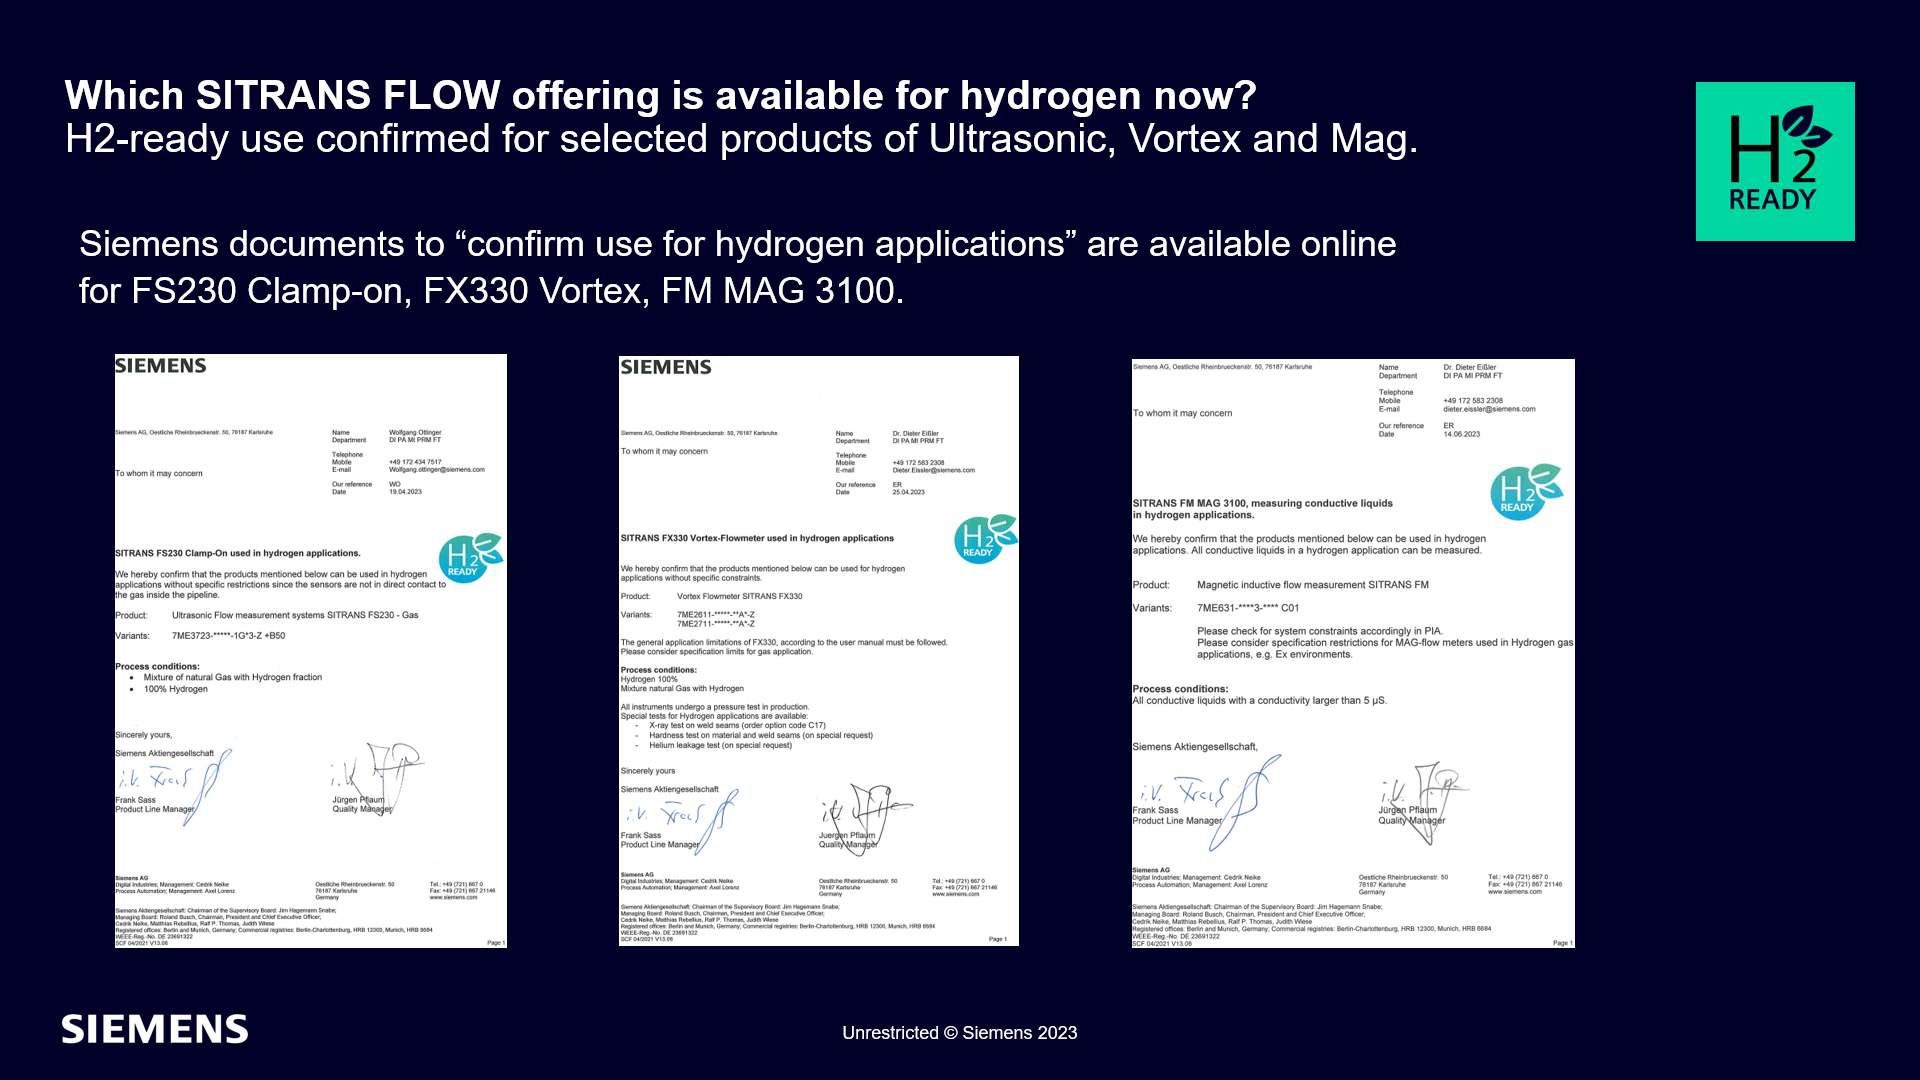 Which SITRANS FLOW offering is available for hydrogen now?
H2-ready use confirmed for selected products of Ultrasonic, Vortex and Mag.
H2
READY
Siemens documents to “confirm use for hydrogen applications” are available online
for FS230 Clamp-on, FX330 Vortex, FM MAG 3100.
SIEMENS
Siemens AG, Oestliche Rheinbrueckenstr. 50, 76187 Karlsruhe
Name Wolfgang Ottinger
Department DI PA MI PRM FT
Telephone
Mobile +49 172 434 7517
E-mail Wolfgang.ottinger@siemens.com
To whom it may concern
Our reference WO
Date 19.04.2023
H2
READY
SITRANS FS230 Clamp-On used in hydrogen applications.
We hereby confirm that the products mentioned below can be used in hydrogen
applications without specific restrictions since the sensors are not in direct contact to
the gas inside the pipeline.
Product: Ultrasonic Flow measurement systems SITRANS FS230 - Gas
Variants: 7ME3723-*****-1G*3-Z +B50
Process conditions:
• Mixture of natural Gas with Hydrogen fraction
• 100% Hydrogen
Sincerely yours,
Siemens Aktiengesellschaft
i.V.
Frank Sass
Product Line Manager
i.V.
Jürgen Pflaum
Quality Manager
Siemens AG
Digital Industries; Management: Cedrik Neike
Process Automation; Management: Axel Lorenz
Oestliche Rheinbrueckenstr. 50
76187 Karlsruhe
Germany
Tel.: +49 (721) 667 0
Fax: +49 (721) 667 21146
www.siemens.com
Siemens Aktiengesellschaft: Chairman of the Supervisory Board: Jim Hagemann Snabe;
Managing Board: Roland Busch, Chairman, President and Chief Executive Officer;
Cedrik Neike, Matthias Rebellius, Ralf P. Thomas, Judith Wiese
Registered offices: Berlin and Munich, Germany; Commercial registries: Berlin-Charlottenburg, HRB 12300, Munich, HRB 6684
WEEE-Reg.-No. DE 23691322
SCF 04/2021 V13.06
Page 1
SIEMENS
Siemens AG, Oestliche Rheinbrueckenstr. 50, 76187 Karlsruhe
Name Dr. Dieter Eißler
Department DI PA MI PRM FT
To whom it may concern
Telephone
Mobile +49 172 583 2308
E-mail Dieter.Eissler@siemens.com
Our reference ER
Date 25.04.2023
H2
READY
SITRANS FX330 Vortex-Flowmeter used in hydrogen applications
We hereby confirm that the products mentioned below can be used for hydrogen
applications without specific constraints.
Product: Vortex Flowmeter SITRANS FX330
Variants: 7ME2611-*****-**A*-Z
7ME2711-*****-**A*-Z
The general application limitations of FX330, according to the user manual must be followed.
Please consider specification limits for gas application.
Process conditions:
Hydrogen 100%
Mixture natural Gas with Hydrogen
All instruments undergo a pressure test in production.
Special tests for Hydrogen applications are available:
- X-ray test on weld seams (order option code C17)
- Hardness test on material and weld seams (on special request)
- Helium leakage test (on special request)
Sincerely yours
Siemens Aktiengesellschaft
i.V.
Frank Sass
Product Line Manager
i.V.
Juergen Pflaum
Quality Manager
Siemens AG
Digital Industries; Management: Cedrik Neike
Process Automation; Management: Axel Lorenz
Oestliche Rheinbrueckenstr. 50
76187 Karlsruhe
Germany
Tel.: +49 (721) 667 0
Fax: +49 (721) 667 21146
www.siemens.com
Siemens Aktiengesellschaft: Chairman of the Supervisory Board: Jim Hagemann Snabe;
Managing Board: Roland Busch, Chairman, President and Chief Executive Officer;
Cedrik Neike, Matthias Rebellius, Ralf P. Thomas, Judith Wiese
Registered offices: Berlin and Munich, Germany; Commercial registries: Berlin-Charlottenburg, HRB 12300, Munich, HRB 6684
WEEE-Reg.-No. DE 23691322
SCF 04/2021 V13.06
Page 1
Siemens AG, Oestliche Rheinbrueckenstr. 50, 76187 Karlsruhe
Name Dr. Dieter Eißler
Department DI PA MI PRM FT
Telephone
Mobile +49 172 583 2308
E-mail dieter.eissler@siemens.com
To whom it may concern
Our reference ER
Date 14.06.2023
H2
READY
SITRANS FM MAG 3100, measuring conductive liquids
in hydrogen applications.
We hereby confirm that the products mentioned below can be used in hydrogen
applications. All conductive liquids in a hydrogen application can be measured.
Product: Magnetic inductive flow measurement SITRANS FM
Variants: 7ME631-****3-**** C01
Please check for system constraints accordingly in PIA.
Please consider specification restrictions for MAG-flow meters used in Hydrogen gas
applications, e.g. Ex environments.
Process conditions:
All conductive liquids with a conductivity larger than 5 µS.
Siemens Aktiengesellschaft,
i.V.
Frank Sass
Product Line Manager
i.V.
Jürgen Pflaum
Quality Manager
Siemens AG
Digital Industries; Management: Cedrik Neike
Process Automation; Management: Axel Lorenz
Oestliche Rheinbrueckenstr. 50
76187 Karlsruhe
Germany
Tel.: +49 (721) 667 0
Fax: +49 (721) 667 21146
www.siemens.com
Siemens Aktiengesellschaft: Chairman of the Supervisory Board: Jim Hagemann Snabe;
Managing Board: Roland Busch, Chairman, President and Chief Executive Officer;
Cedrik Neike, Matthias Rebellius, Ralf P. Thomas, Judith Wiese
Registered offices: Berlin and Munich, Germany; Commercial registries: Berlin-Charlottenburg, HRB 12300, Munich, HRB 6684
WEEE-Reg.-No. DE 23691322
SCF 04/2021 V13.06
Page 1
SIEMENS
Unrestricted © Siemens 2023